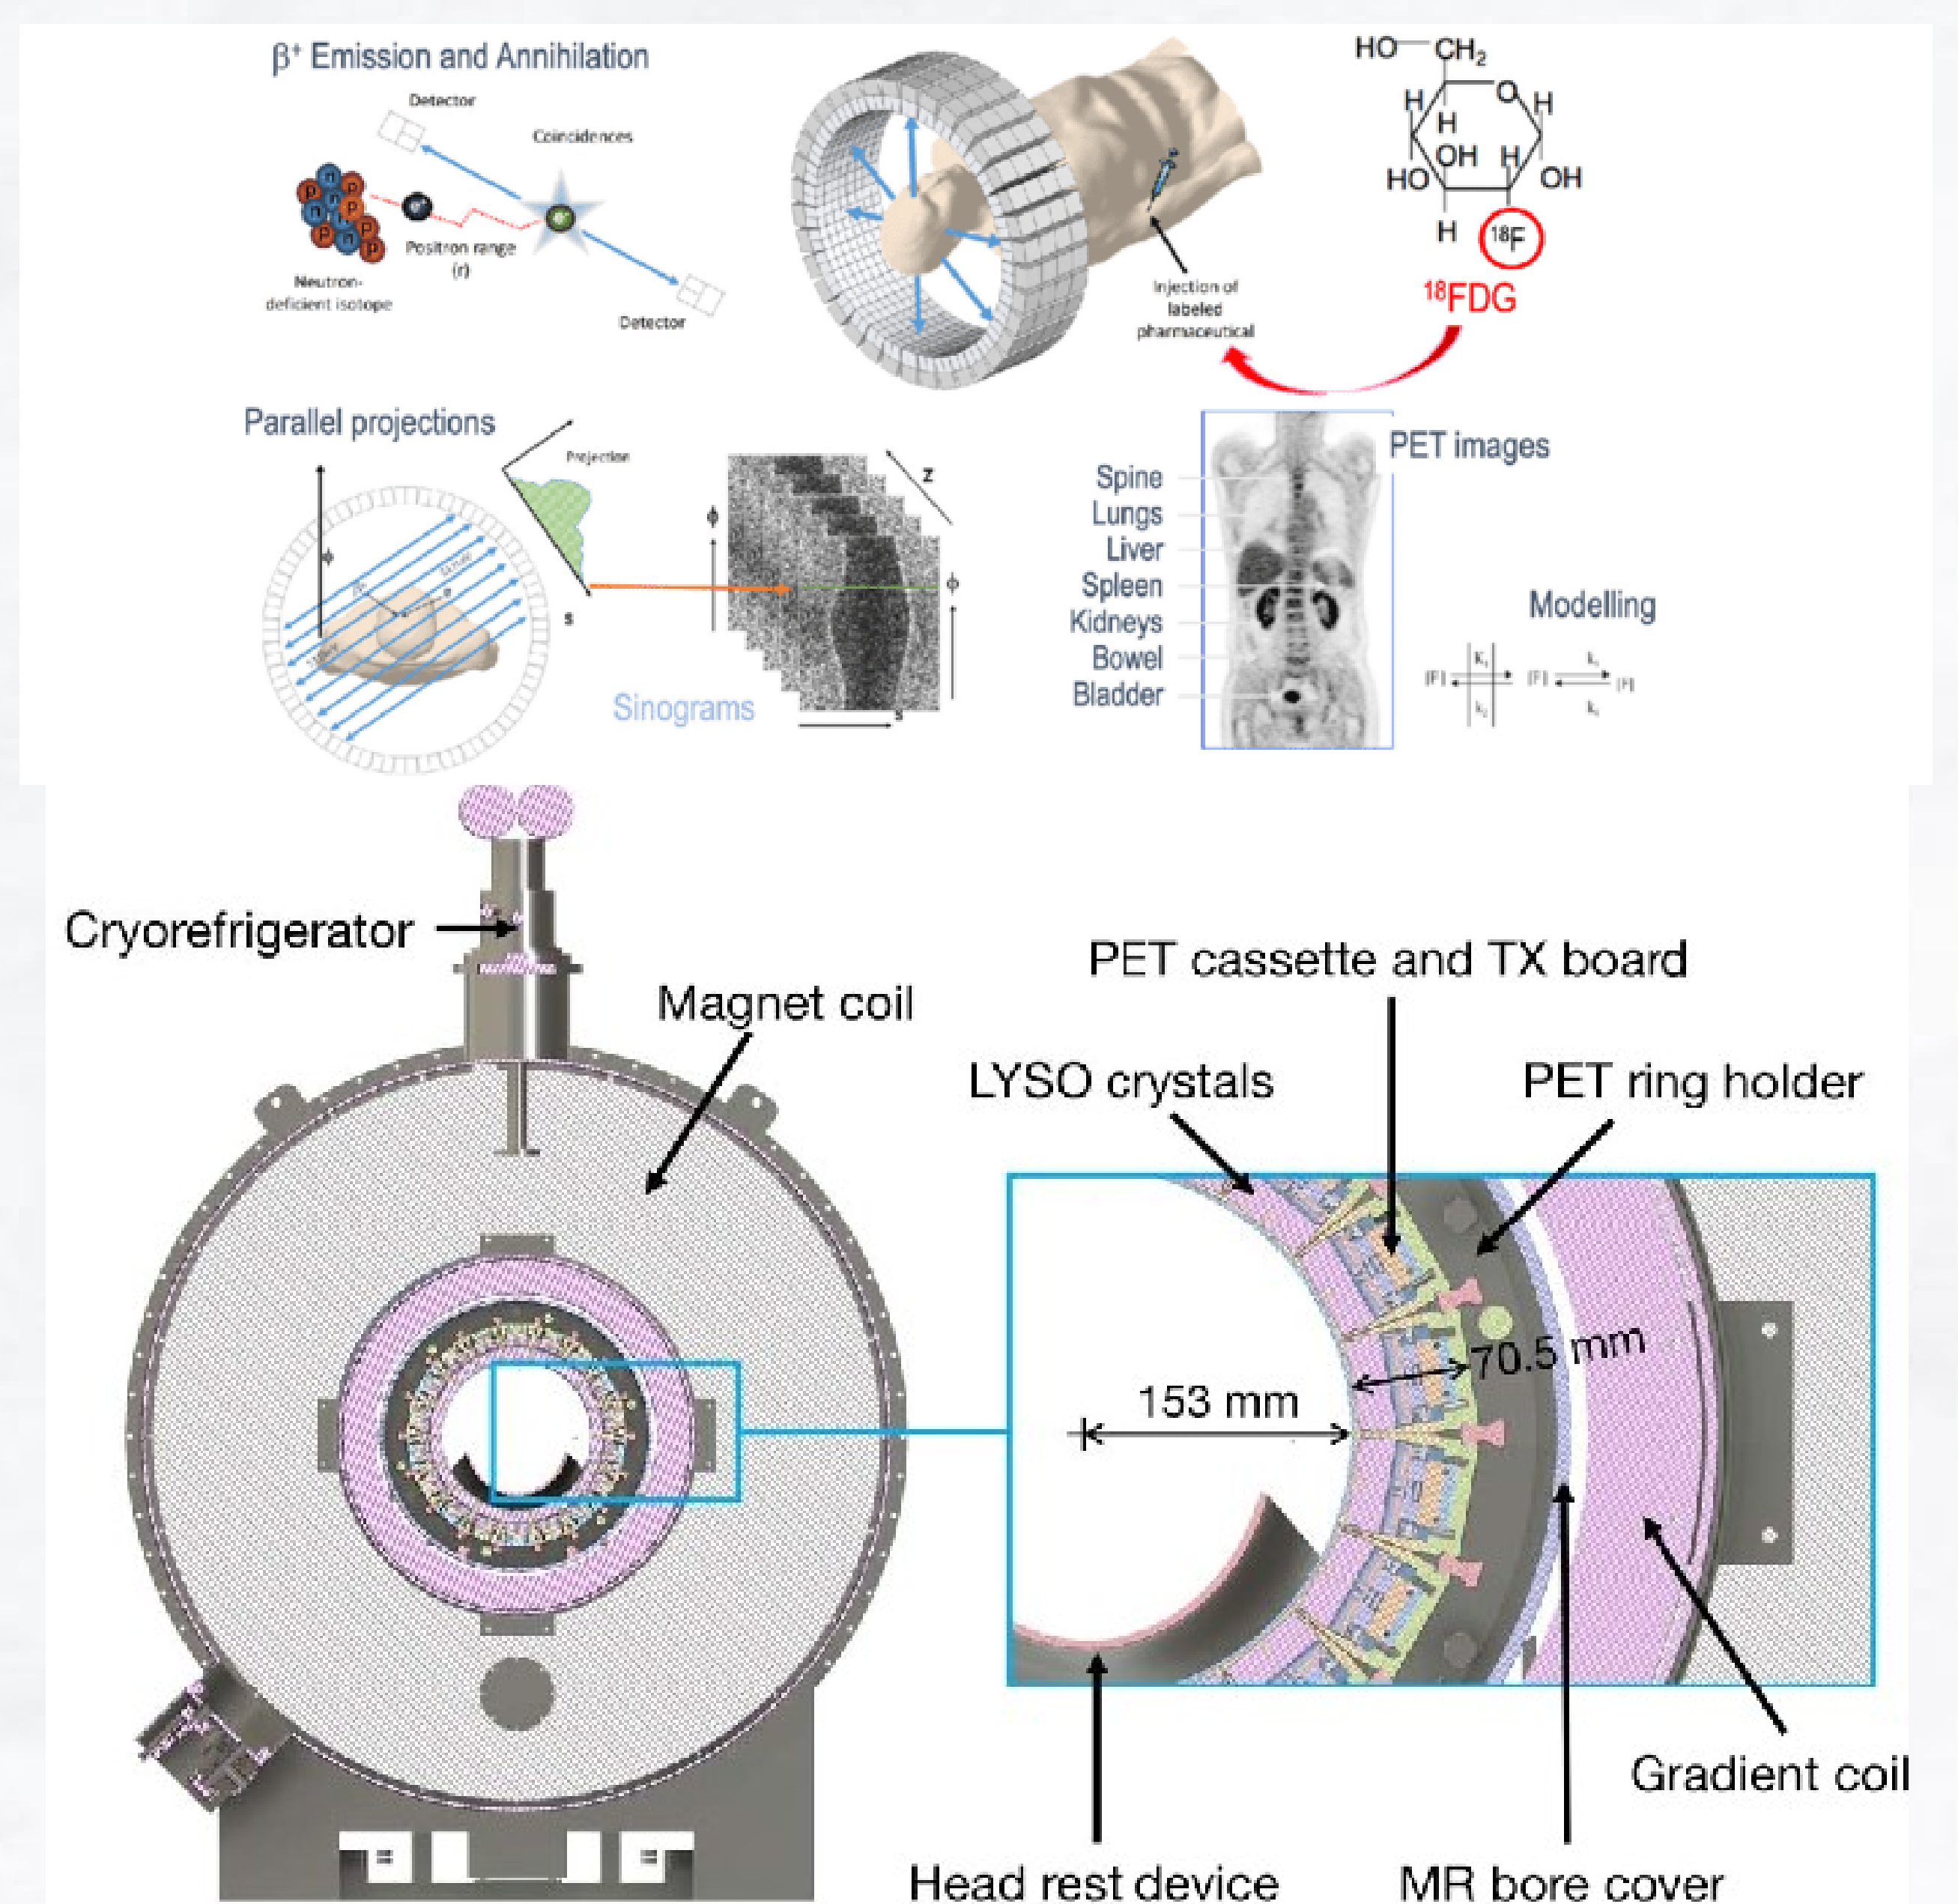 β⁺ Emission and Annihilation
Detector
Coincidences
n
p
p
n
n
p
p
n
p
Positron range
(r)
Neutron-
deficient isotope
Detector
Injection of
labeled
pharmaceutical
HO
CH₂
O
H
H
H
OH
H
HO
OH
H
¹⁸F
¹⁸FDG
Parallel projections
Projection
ϕ
s
Sinograms
ϕ
z
ϕ
s
PET images
Spine
Lungs
Liver
Spleen
Kidneys
Bowel
Bladder
Modelling
Cryorefrigerator
Magnet coil
PET cassette and TX board
LYSO crystals
PET ring holder
70.5 mm
153 mm
Gradient coil
Head rest device
MR bore cover